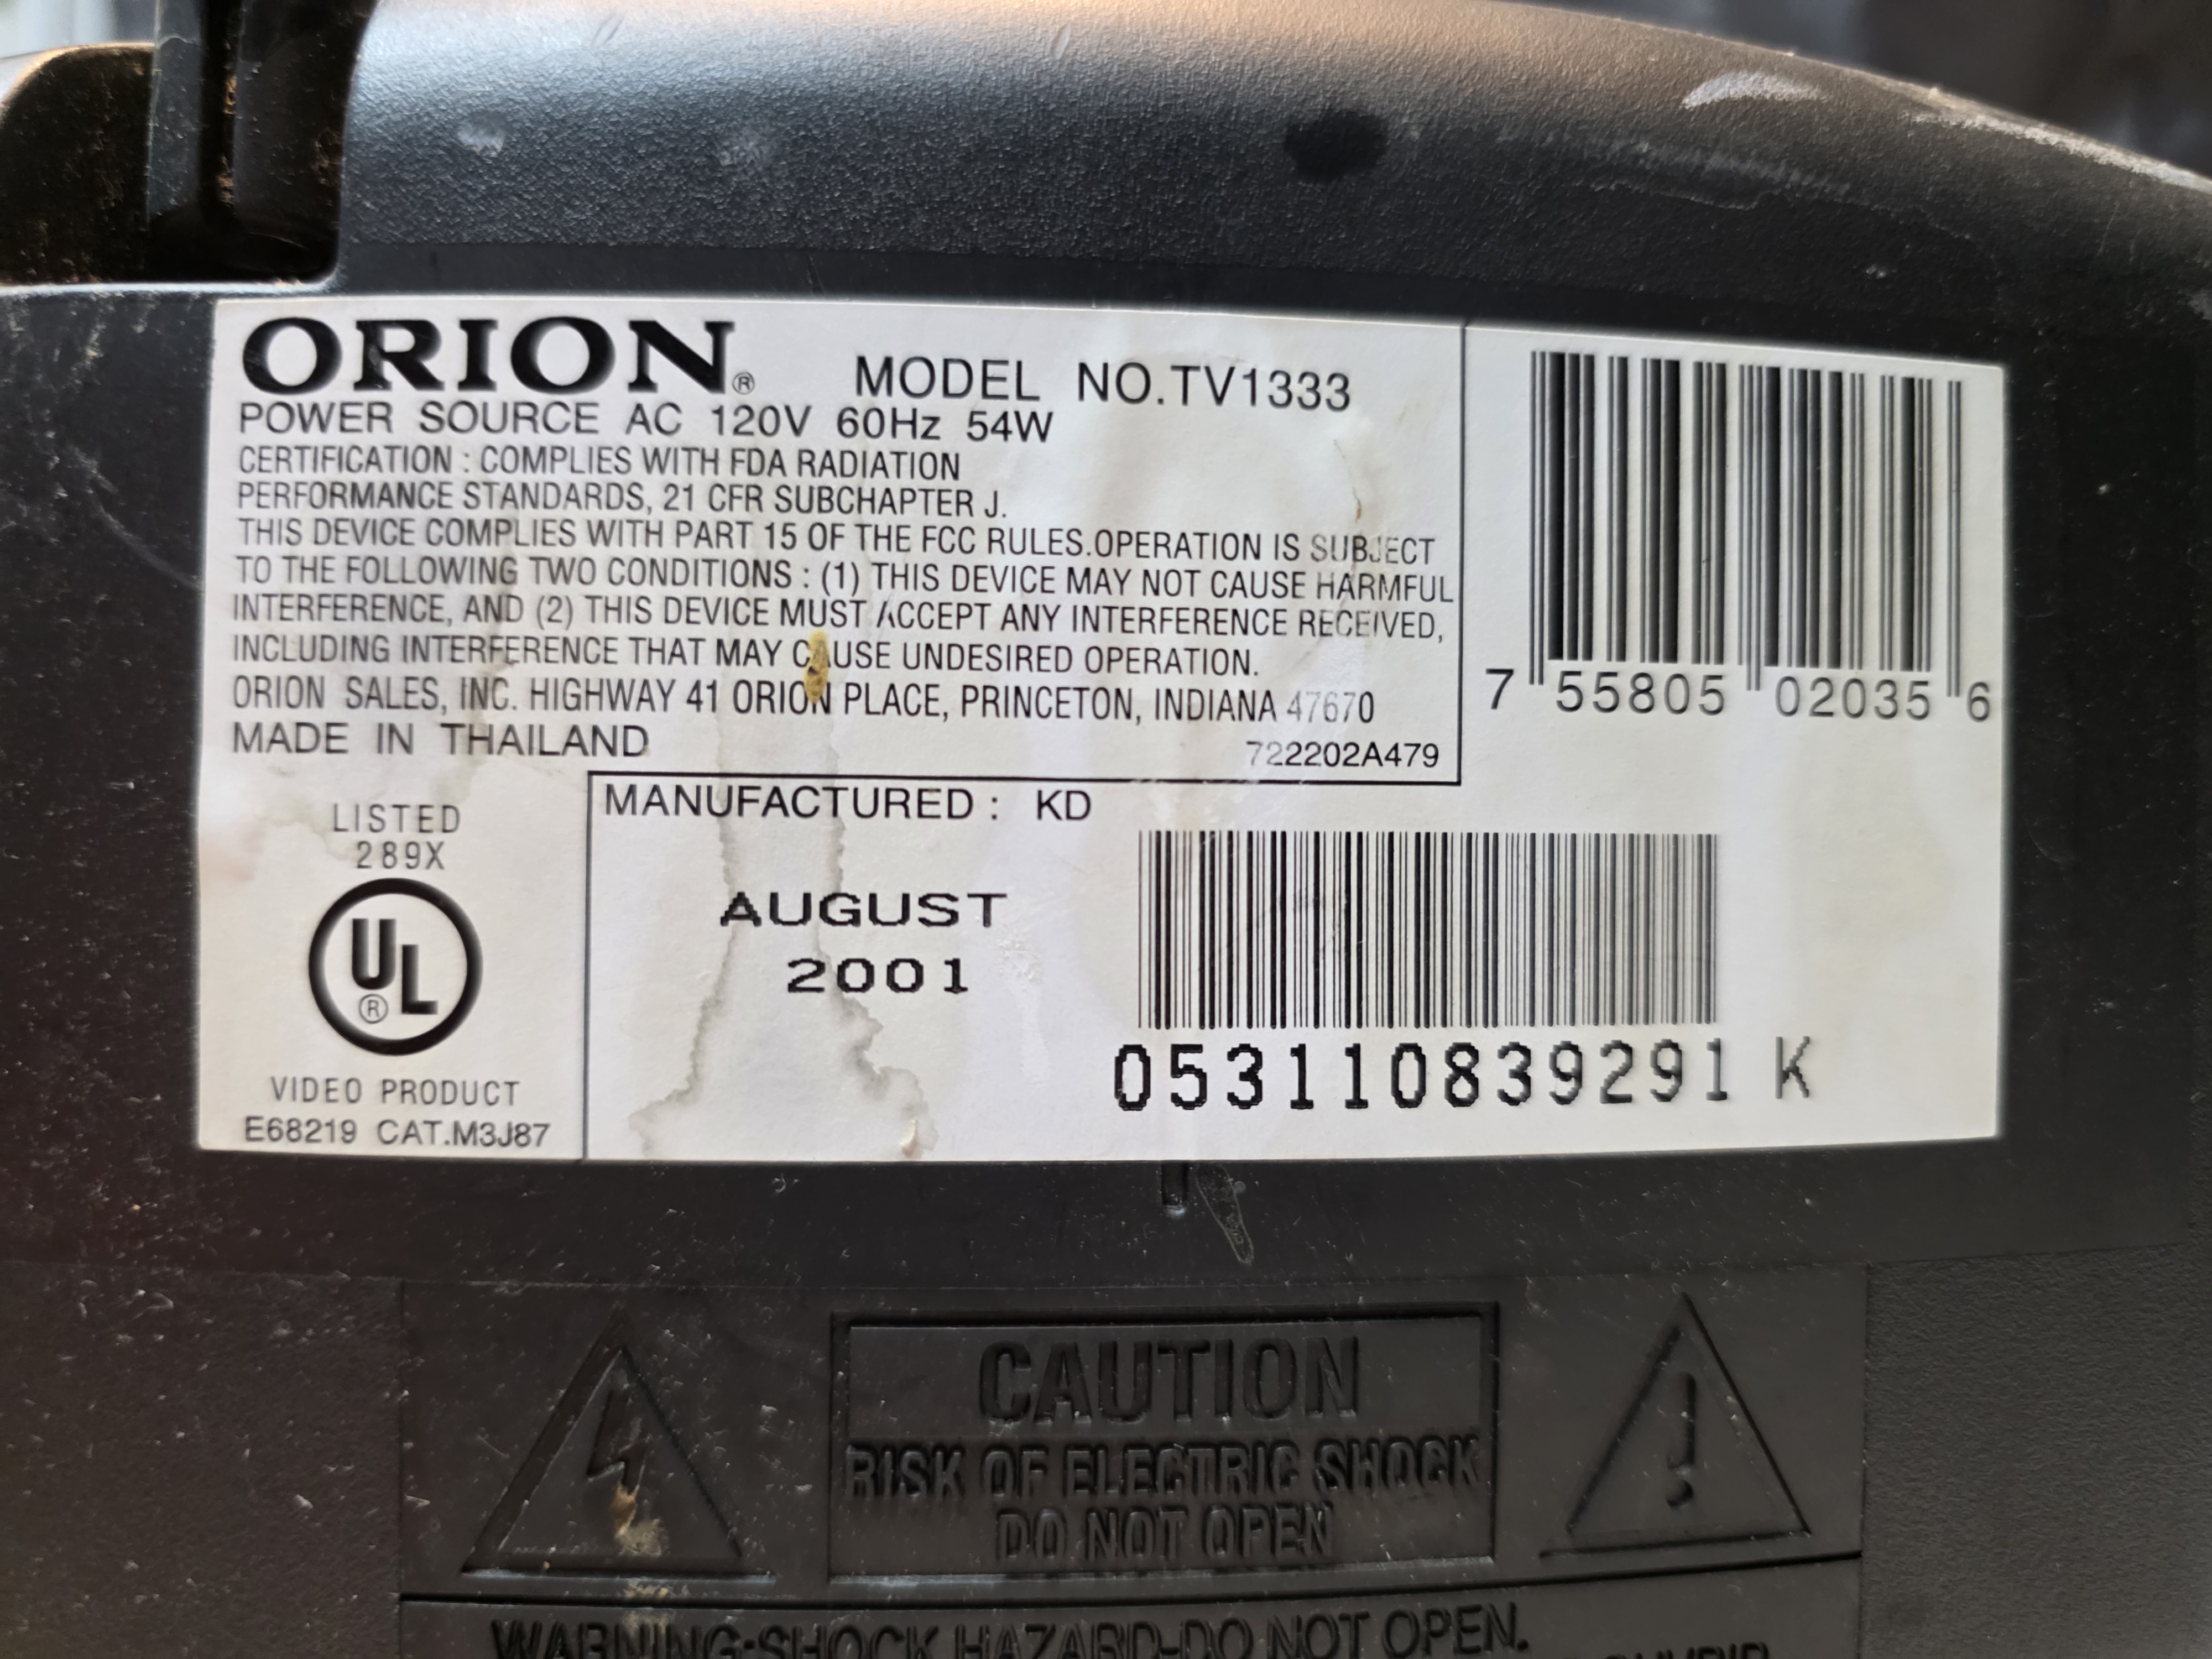 ORION®
MODEL NO.TV1333
POWER SOURCE AC 120V 60Hz 54W
CERTIFICATION : COMPLIES WITH FDA RADIATION
PERFORMANCE STANDARDS, 21 CFR SUBCHAPTER J.
THIS DEVICE COMPLIES WITH PART 15 OF THE FCC RULES.OPERATION IS SUBJECT
TO THE FOLLOWING TWO CONDITIONS : (1) THIS DEVICE MAY NOT CAUSE HARMFUL
INTERFERENCE, AND (2) THIS DEVICE MUST ACCEPT ANY INTERFERENCE RECEIVED,
INCLUDING INTERFERENCE THAT MAY CAUSE UNDESIRED OPERATION.
ORION SALES, INC. HIGHWAY 41 ORION PLACE, PRINCETON, INDIANA 47670
MADE IN THAILAND
722202A479
7 55805 02035 6
LISTED
289X
UL®
VIDEO PRODUCT
E68219 CAT.M3J87
MANUFACTURED : KD
AUGUST
2001
053110839291 K
CAUTION
RISK OF ELECTRIC SHOCK
DO NOT OPEN
WARNING:SHOCK HAZARD-DO NOT OPEN.